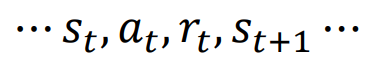 ⋯ s_t, a_t, r_t, s_{t+1} ⋯